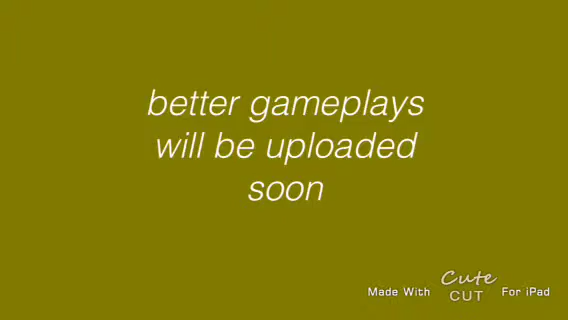 better gameplays
will be uploaded
soon
Made With Cute CUT For iPad